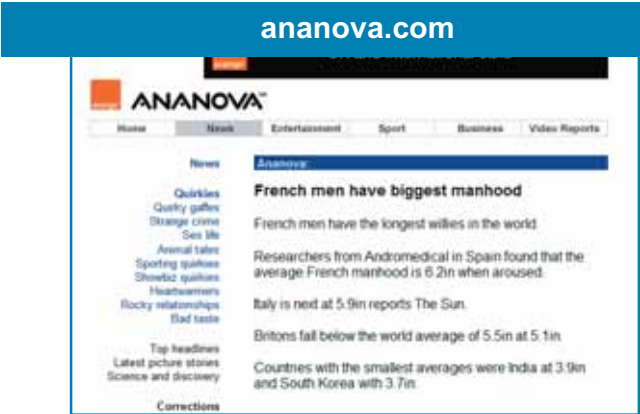 ananova.com
ANANOVA
Home News Entertainment Sport Business Video Reports
News
Quirkies
Quirky gaffes
Strange crime
Sex life
Animal tales
Sporting quirkies
Showbiz quirkies
Heartwarmers
Rocky relationships
Bad taste
Top headlines
Latest picture stories
Science and discovery
Corrections
Ananova:
French men have biggest manhood
French men have the longest willies in the world.
Researchers from Andromedical in Spain found that the
average French manhood is 6.2in when aroused.
Italy is next at 5.9in reports The Sun.
Britons fall below the world average of 5.5in at 5.1in.
Countries with the smallest averages were India at 3.9in
and South Korea with 3.7in.